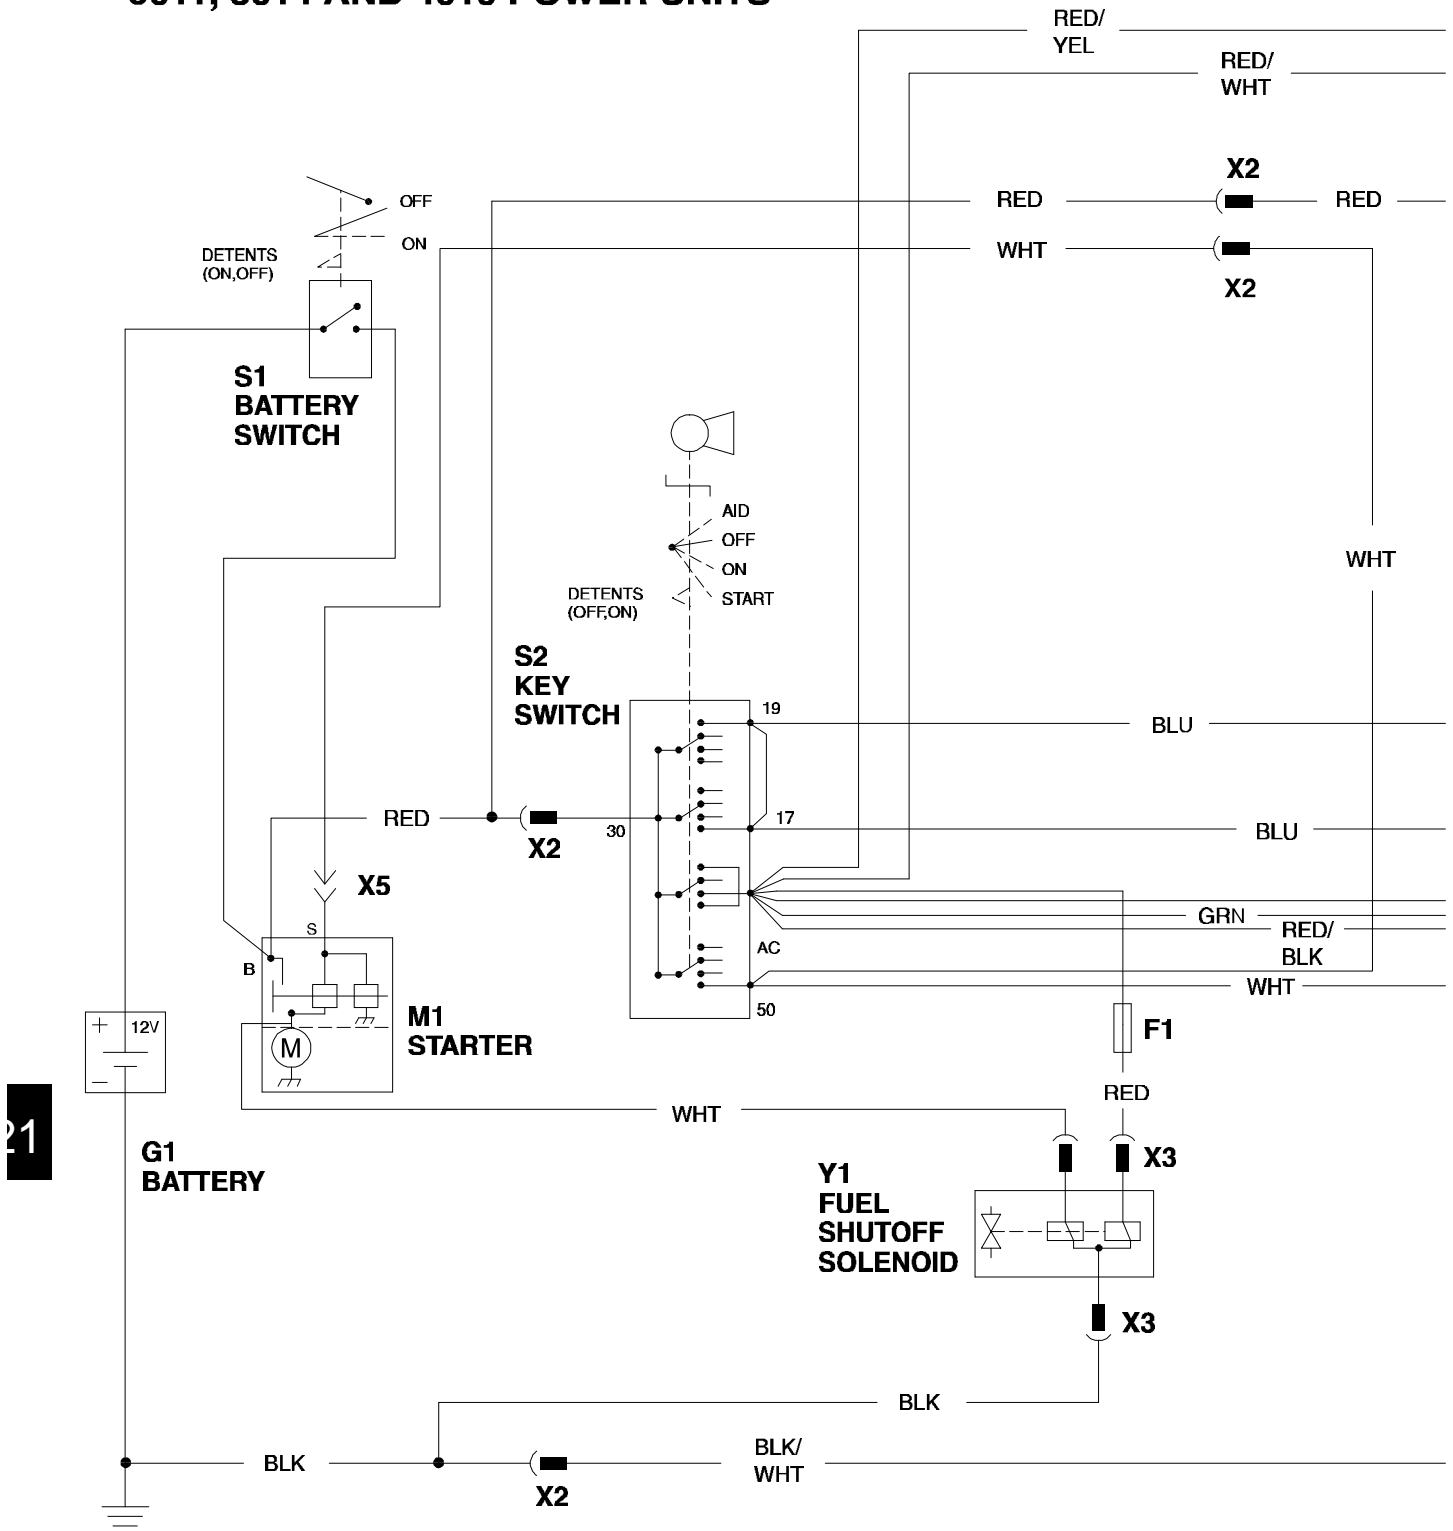 RED/
YEL
RED/
WHT
X2
OFF
RED
RED
ON
DETENTS
(ON,OFF)
WHT
X2
S1
BATTERY
SWITCH
AID
OFF
WHT
ON
DETENTS
(OFF,ON)
START
S2
KEY
SWITCH
19
BLU
RED
30
17
BLU
X2
X5
GRN
S
RED/
BLK
AC
B
WHT
50
M1
STARTER
+
12V
M
F1
–
RED
WHT
21
G1
BATTERY
X3
Y1
FUEL
SHUTOFF
SOLENOID
X3
BLK
BLK
BLK/
WHT
X2